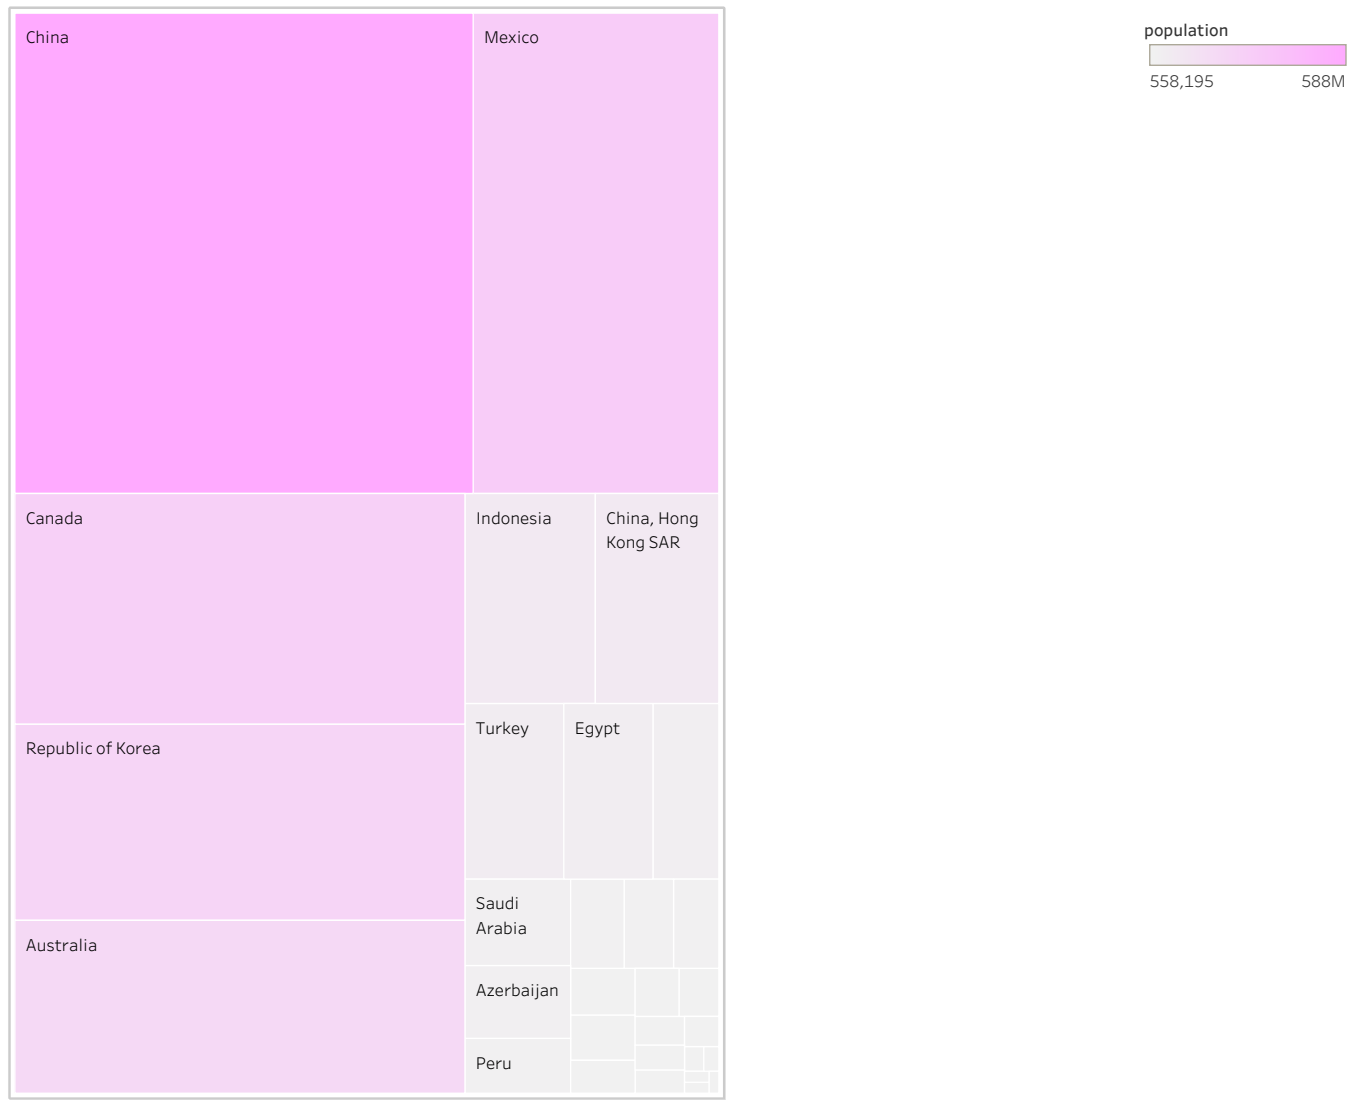 China
Mexico
population
558,195
588M
Canada
Indonesia
China, Hong
Kong SAR
Republic of Korea
Turkey
Egypt
Australia
Saudi
Arabia
Azerbaijan
Peru